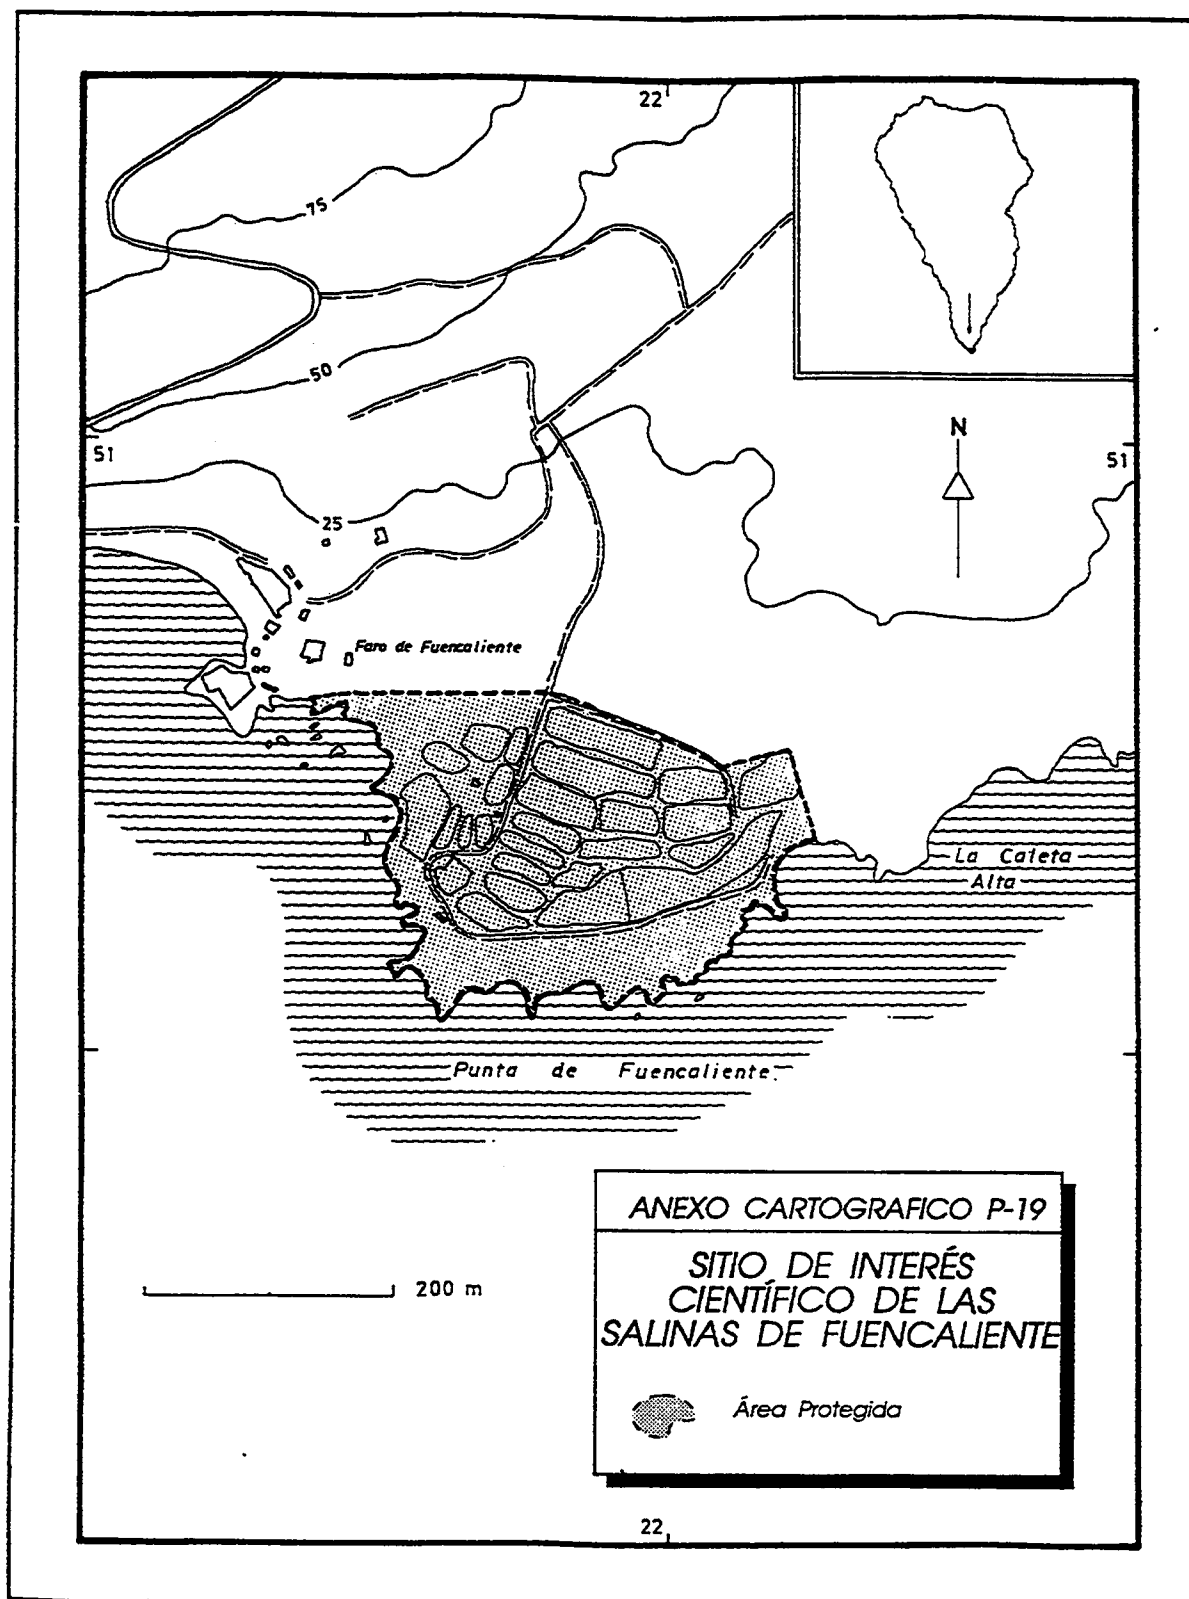 22
75
50
N
51
51
25
Faro de Fuencaliente
La Caleta
Alta
Punta de Fuencaliente
ANEXO CARTOGRAFICO P-19
SITIO DE INTERÉS
CIENTÍFICO DE LAS
SALINAS DE FUENCALIENTE
200 m
Área Protegida
22